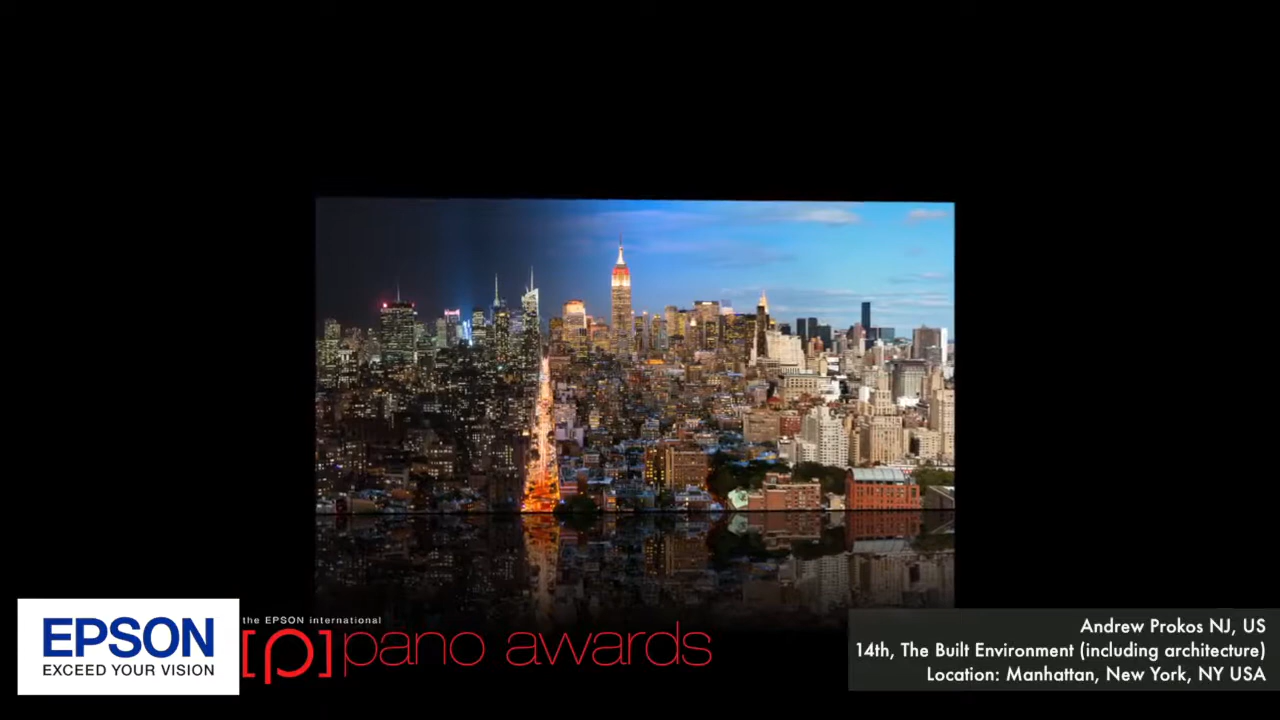 EPSON
EXCEED YOUR VISION
the EPSON international
[p] pano awards
Andrew Prokos NJ, US
14th, The Built Environment (including architecture)
Location: Manhattan, New York, NY USA